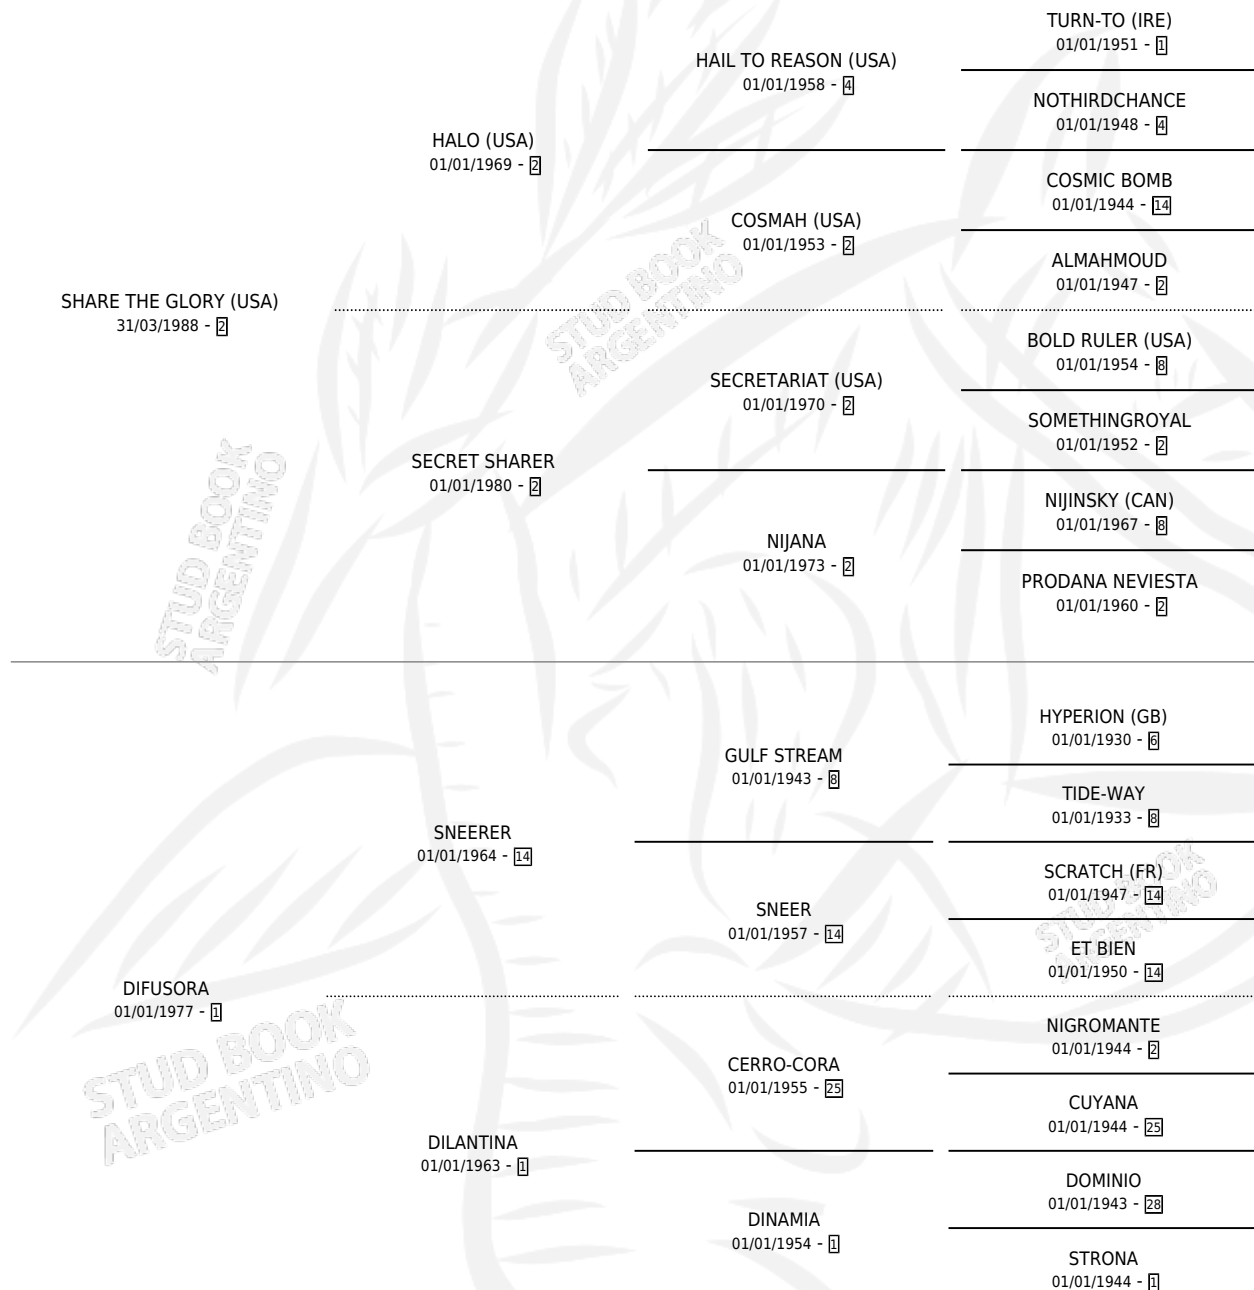 TURN-TO (IRE)
01/01/1951 - 1
HAIL TO REASON (USA)
01/01/1958 - 4
NOTHIRDCHANCE
01/01/1948 - 4
HALO (USA)
01/01/1969 - 2
COSMIC BOMB
01/01/1944 - 14
COSMAH (USA)
01/01/1953 - 2
ALMAHMOUD
01/01/1947 - 2
SHARE THE GLORY (USA)
31/03/1988 - 2
STUD BOOK
ARGENTINO
BOLD RULER (USA)
01/01/1954 - 8
SECRETARIAT (USA)
01/01/1970 - 2
SOMETHINGROYAL
01/01/1952 - 2
SECRET SHARER
01/01/1980 - 2
NIJINSKY (CAN)
01/01/1967 - 8
NIJANA
01/01/1973 - 2
PRODANA NEVIESTA
01/01/1960 - 2
STUD BOOK
ARGENTINO
HYPERION (GB)
01/01/1930 - 6
GULF STREAM
01/01/1943 - 8
TIDE-WAY
01/01/1933 - 8
SNEERER
01/01/1964 - 14
SCRATCH (FR)
01/01/1947 - 14
SNEER
01/01/1957 - 14
ET BIEN
01/01/1950 - 14
STUD BOOK
ARGENTINO
DIFUSORA
01/01/1977 - 1
NIGROMANTE
01/01/1944 - 2
CERRO-CORA
01/01/1955 - 25
CUYANA
01/01/1944 - 25
STUD BOOK
ARGENTINO
DILANTINA
01/01/1963 - 1
DOMINIO
01/01/1943 - 28
DINAMIA
01/01/1954 - 1
STRONA
01/01/1944 - 1